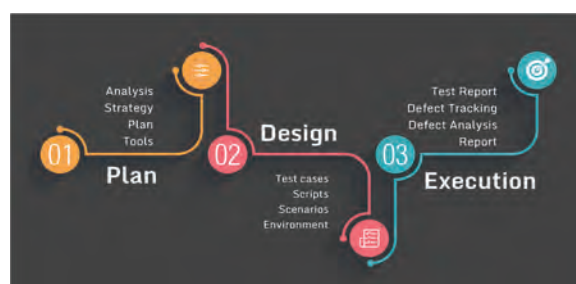 01
Plan
Analysis
Strategy
Plan
Tools
02
Design
Test cases
Scripts
Scenarios
Environment
03
Execution
Test Report
Defect Tracking
Defect Analysis
Report